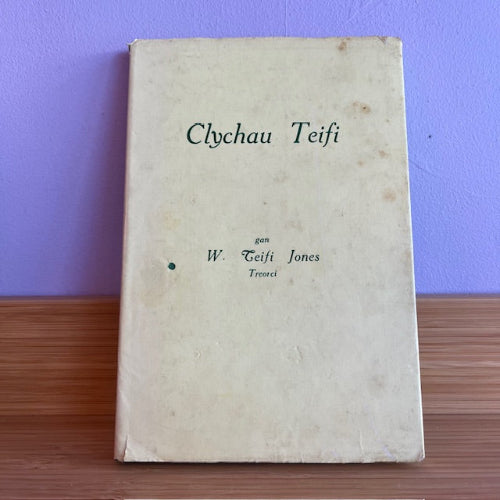 Clychau Teifi
gan
W. Teifi Jones
Treorci